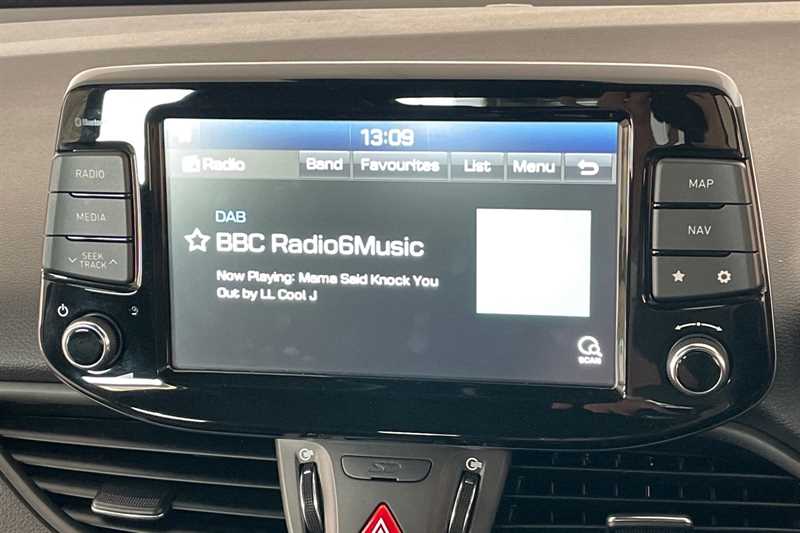 13:09
Radio
Band
Favourites
List
Menu
RADIO
MEDIA
SEEK
TRACK
MAP
NAV
DAB
BBC Radio6Music
Now Playing: Mama Said Knock You
Out by LL Cool J
SCAN
SD